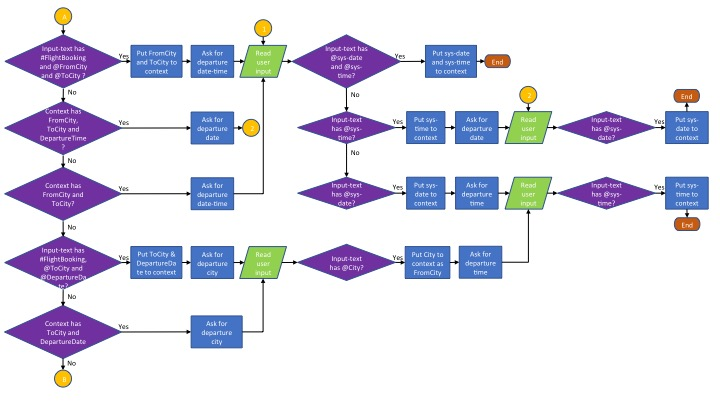 A
Input-text has
#FlightBooking
and @FromCity
and @ToCity ?
Yes
Put FromCity
and ToCity to
context
Ask for
departure
date-time
1
Read
user
input
Input-text has
@sys-date
and @sys-
time?
Yes
Put sys-date
and sys-time
to context
End
No
No
Context has
FromCity,
ToCity and
DepartureTime
?
Yes
Ask for
departure
date
2
Input-text
has @sys-
time?
Yes
Put sys-
time to
context
Ask for
departure
date
2
Read
user
input
Input-text
has @sys-
date?
Yes
Put sys-
date to
context
End
No
No
Context has
FromCity and
ToCity?
Yes
Ask for
departure
date-time
Input-text
has @sys-
date?
Yes
Put sys-
date to
context
Ask for
departure
time
Read
user
input
Input-text
has @sys-
time?
Yes
Put sys-
time to
context
End
No
Input-text has
#FlightBooking,
@ToCity and
@DepartureDa
te?
Yes
Put ToCity &
DepartureDa
te to context
Ask for
departure
city
Read
user
input
Input-text
has @City?
Yes
Put City to
context as
FromCity
Ask for
departure
time
No
Context has
ToCity and
DepartureDate
Yes
Ask for
departure
city
No